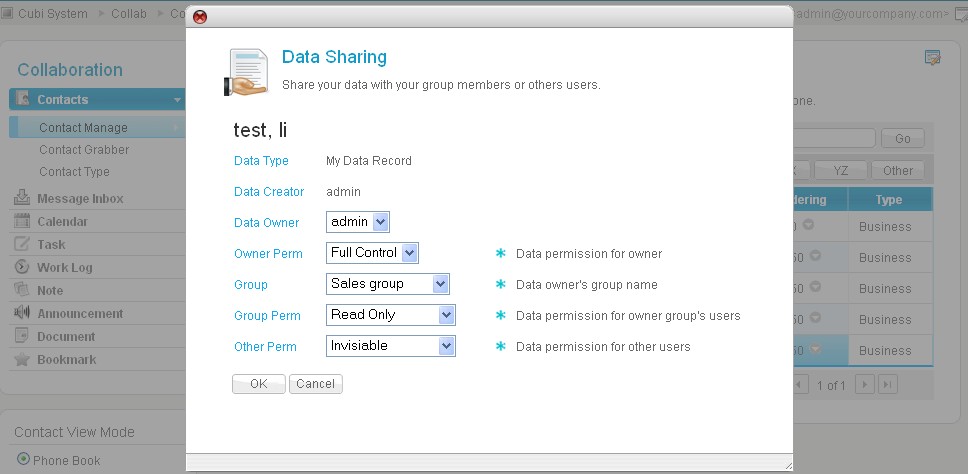 Cubi System
Collab
Co
admin@yourcompany.com>
Collaboration
Contacts
Contact Manage
Contact Grabber
Contact Type
Message Inbox
Calendar
Task
Work Log
Note
Announcement
Document
Bookmark
Contact View Mode
Phone Book
Data Sharing
Share your data with your group members or others users.
test, li
Data Type My Data Record
Data Creator admin
Data Owner admin
Owner Perm Full Control * Data permission for owner
Group Sales group * Data owner's group name
Group Perm Read Only * Data permission for owner group's users
Other Perm Invisiable * Data permission for other users
OK Cancel
one.
Go
YZ Other
dering Type
Business
50 Business
50 Business
50 Business
50 Business
1 of 1